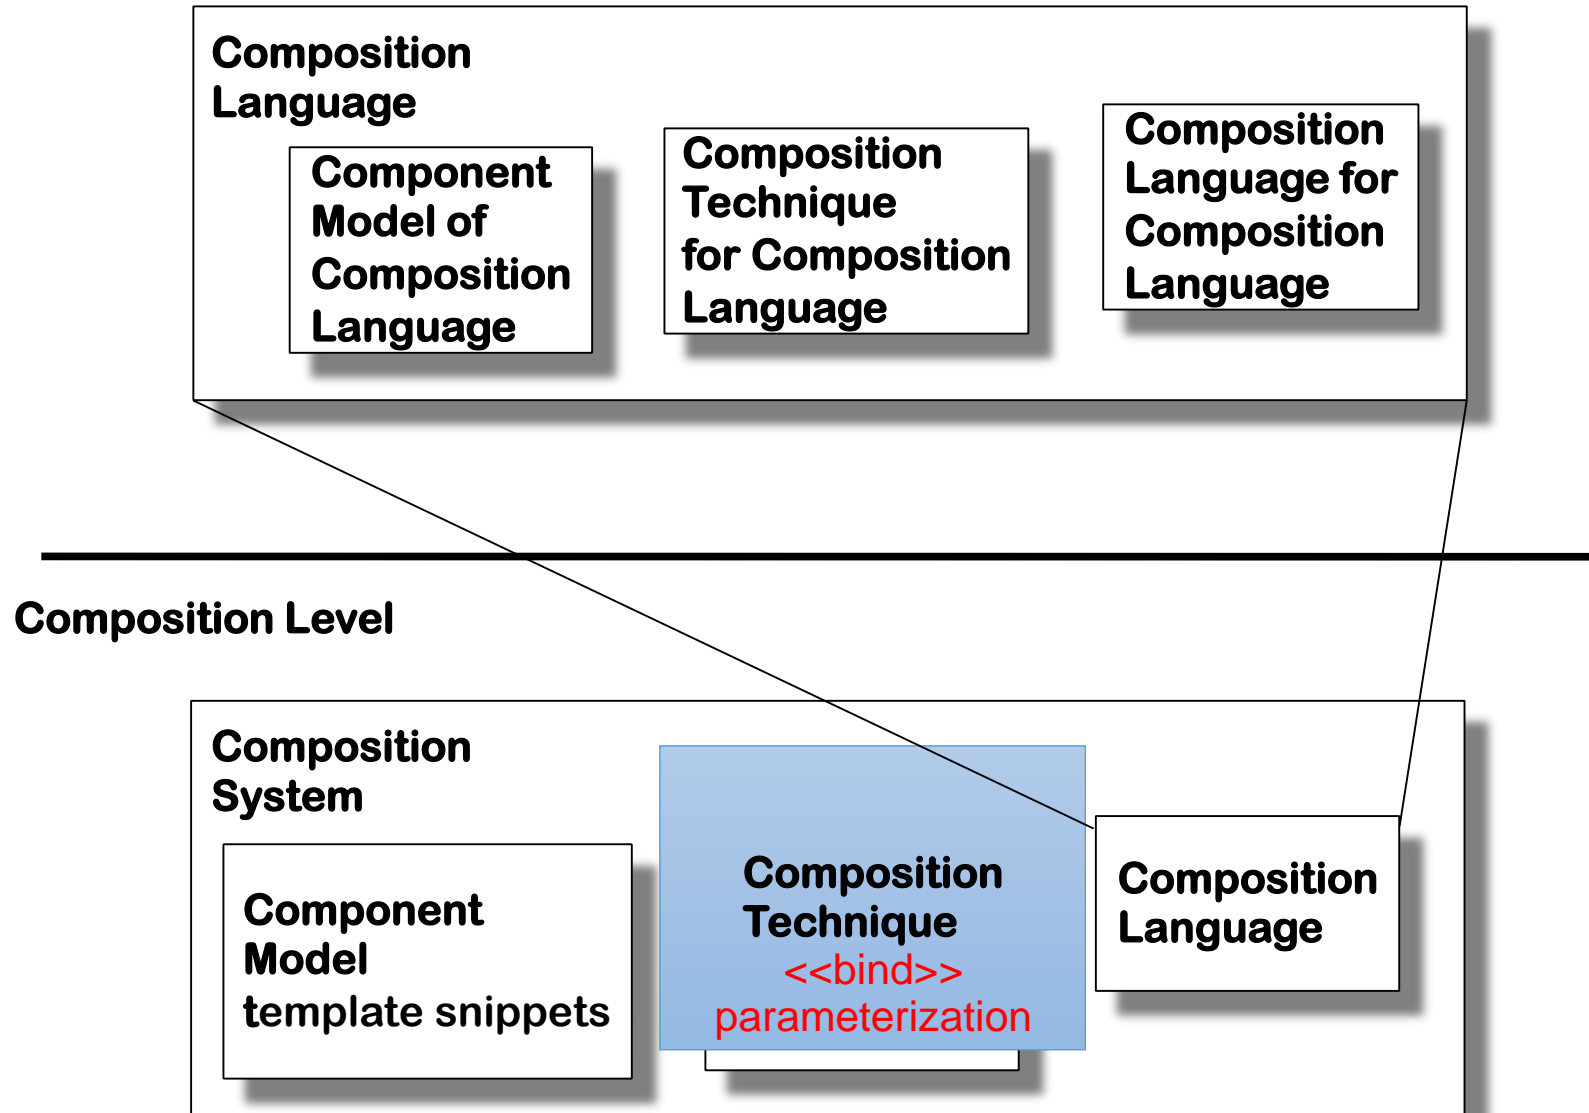 Composition
Language
Component
Model of
Composition
Language
Composition
Technique
for Composition
Language
Composition
Language for
Composition
Language
Composition Level
Composition
System
Component
Model
template snippets
Composition
Technique
<<bind>>
parameterization
Composition
Language